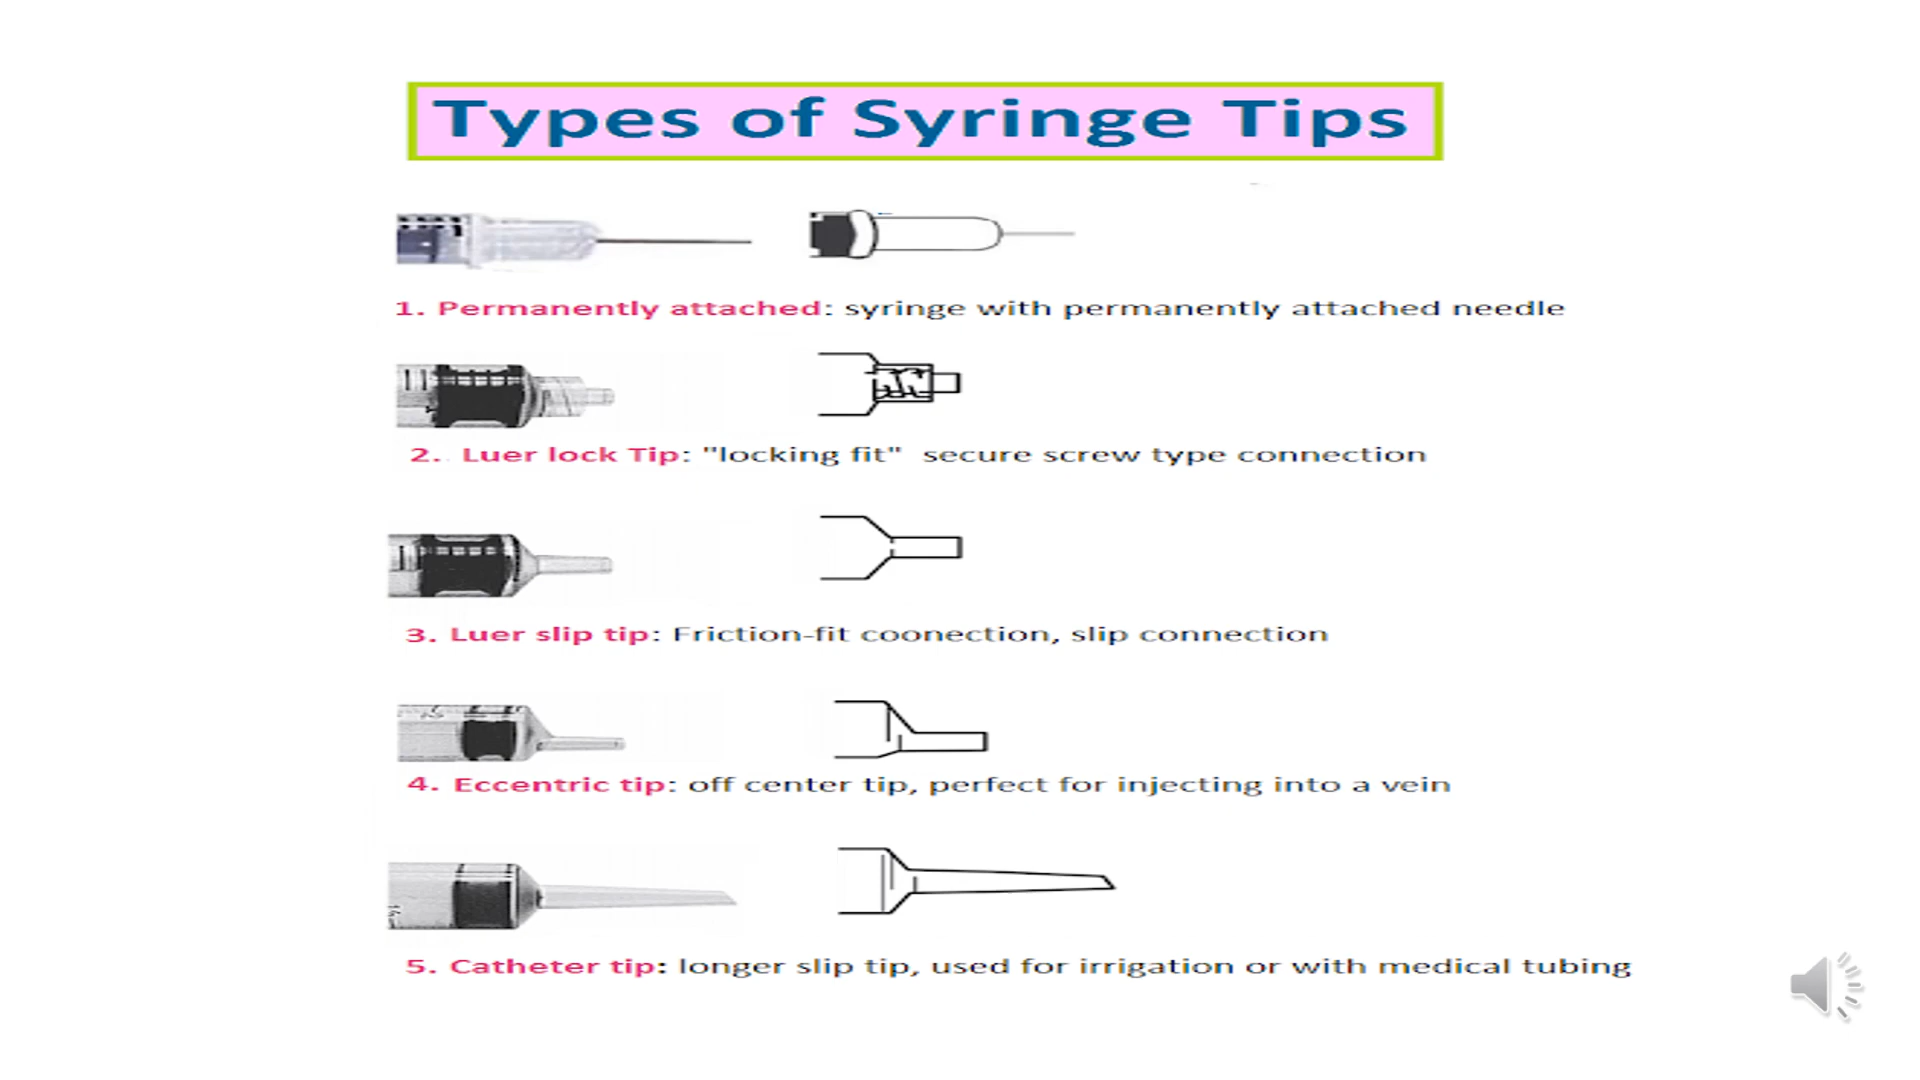 Types of Syringe Tips
1. Permanently attached: syringe with permanently attached needle
2. Luer lock Tip: "locking fit" secure screw type connection
3. Luer slip tip: Friction-fit coonection, slip connection
4. Eccentric tip: off center tip, perfect for injecting into a vein
5. Catheter tip: longer slip tip, used for irrigation or with medical tubing